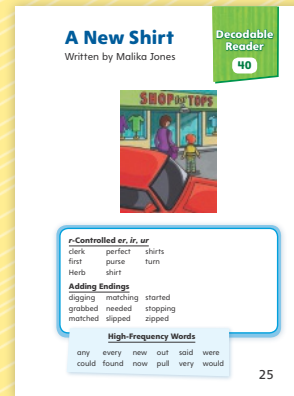 A New Shirt
Written by Malika Jones
Decodable
Reader
40
SHOP for TOPS
r-Controlled er, ir, ur
clerk perfect shirts
first purse turn
Herb shirt
Adding Endings
digging matching started
grabbed needed stopping
matched slipped zipped
High-Frequency Words
any every new out said were
could found now pull very would
25